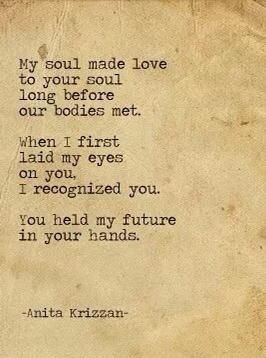 My soul made love
to your soul
long before
our bodies met.
When I first
laid my eyes
on you,
I recognized you.
You held my future
in your hands.
-Anita Krizzan-